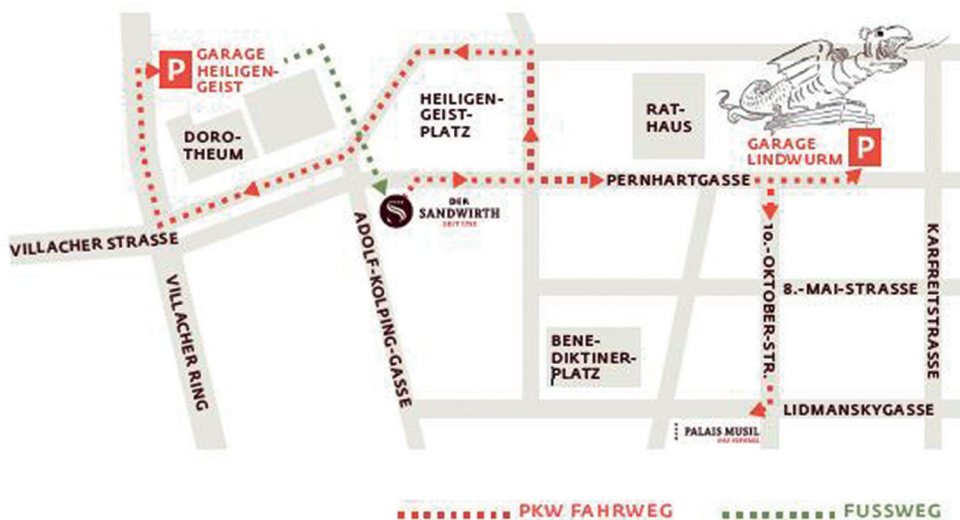 P
GARAGE
HEILIGEN-
GEIST
DORO-
THEUM
HEILIGEN-
GEIST-
PLATZ
RAT-
HAUS
GARAGE
LINDWURM
P
PERNHARTGASSE
S
DER
SANDWIRTH
SEIT 1735
VILLACHER STRASSE
VILLACHER RING
ADOLF-KOLPING-GASSE
10.-OKTOBER-STR.
8.-MAI-STRASSE
KARFREITSTRASSE
BENE-
DIKTINER-
PLATZ
LIDMANSKYGASSE
PALAIS MUSIL
PKW FAHRWEG
FUSSWEG